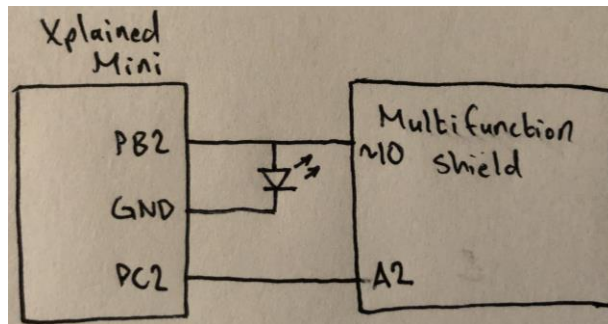 Xplained
Mini
PB2
GND
PC2
Multifunction
shield
~10
A2